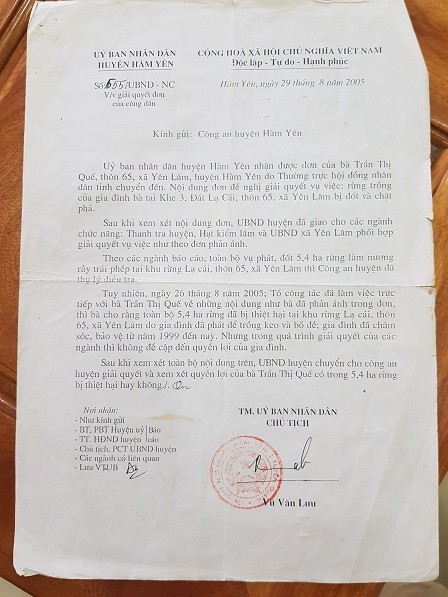 UỶ BAN NHÂN DÂN
HUYỆN HÀM YÊN
CỘNG HOÀ XÃ HỘI CHỦ NGHĨA VIỆT NAM
Độc lập - Tự do - Hạnh phúc
Số: 555/UBND - NC
V/v giải quyết đơn
của công dân
Hàm Yên, ngày 29 tháng 8 năm 2005
Kính gửi: Công an huyện Hàm Yên
Uỷ ban nhân dân huyện Hàm Yên nhận được đơn của bà Trần Thị
Quế, thôn 65, xã Yên Lâm, huyện Hàm Yên do Thường trực hội đồng nhân
dân tỉnh chuyển đến. Nội dung đơn đề nghị giải quyết vụ việc: rừng trồng
của gia đình bà tại Khe 3, Đát Lạ Cái, thôn 65, xã Yên Lâm bị đốt và chặt
phá.
Sau khi xem xét nội dung đơn, UBND huyện đã giao cho các ngành
chức năng: Thanh tra huyện, Hạt kiểm lâm và UBND xã Yên Lâm phối hợp
giải quyết vụ việc như theo đơn phản ánh.
Theo các ngành báo cáo, toàn bộ vụ phát, đốt 5,4 ha rừng làm nương
rẫy trái phép tại khu rừng Lạ cái, thôn 65, xã Yên Lâm thì Công an huyện đã
thụ lý điều tra.
Tuy nhiên, ngày 26 tháng 8 năm 2005; Tổ công tác đã làm việc trực
tiếp với bà Trần Thị Quế về những nội dung như bà đã phản ánh trong đơn,
thì bà cho rằng toàn bộ 5,4 ha rừng đã bị thiệt hại tại khu rừng Lạ cái, thôn
65, xã Yên Lâm do gia đình đã phát để trồng keo và bồ đề; gia đình đã chăm
sóc, bảo vệ từ năm 1999 đến nay. Nhưng trong quá trình giải quyết của các
ngành thì không đề cập đến quyền lợi của gia đình.
Sau khi xem xét toàn bộ nội dung trên, UBND huyện chuyển cho công
an huyện giải quyết và xem xét quyền lợi của bà Trần Thị Quế có trong 5,4 ha rừng
bị thiệt hại hay không./.
Nơi nhận:
- Như kính gửi
- BT, PBT Huyện uỷ Báo
- TT. HĐND huyện cáo
- Chủ tịch, PCT UBND huyện
- Các ngành có liên quan
- Lưu VTUB
TM. UỶ BAN NHÂN DÂN
CHỦ TỊCH
Vũ Văn Lưu